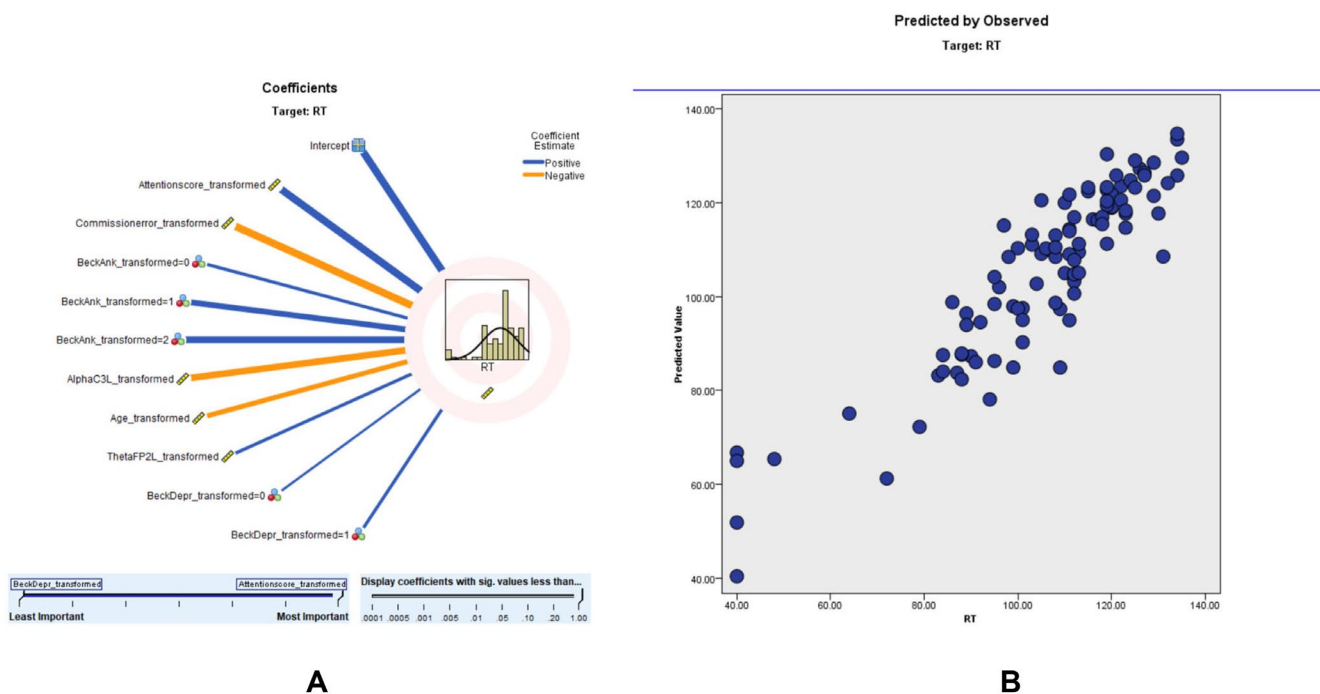 Coefficients
Target: RT
Intercept
Attentionscore_transformed
Commissionerror_transformed
BeckAnk_transformed=0
BeckAnk_transformed=1
BeckAnk_transformed=2
AlphaC3L_transformed
Age_transformed
ThetaFP2L_transformed
BeckDepr_transformed=0
BeckDepr_transformed=1
Coefficient
Estimate
Positive
Negative
RT
BeckDepr_transformed
Attentionscore_transformed
Least Important
Most Important
Display coefficients with sig. values less than...
.0001 .0005 .001 .005 .01 .05 .10 .20 1.00
A
Predicted by Observed
Target: RT
Predicted Value
140.00
120.00
100.00
80.00
60.00
40.00
40.00 60.00 80.00 100.00 120.00 140.00
RT
B